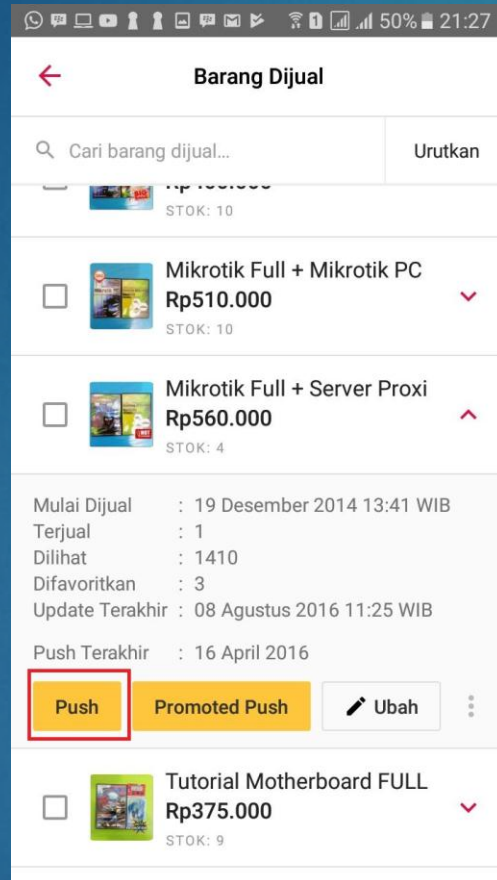 50% 21:27
Barang Dijual
Cari barang dijual...
Urutkan
STOK: 10
Mikrotik Full + Mikrotik PC
Rp510.000
STOK: 10
Mikrotik Full + Server Proxi
Rp560.000
STOK: 4
Mulai Dijual : 19 Desember 2014 13:41 WIB
Terjual : 1
Dilihat : 1410
Difavoritkan : 3
Update Terakhir : 08 Agustus 2016 11:25 WIB
Push Terakhir : 16 April 2016
Push Promoted Push Ubah
Tutorial Motherboard FULL
Rp375.000
STOK: 9